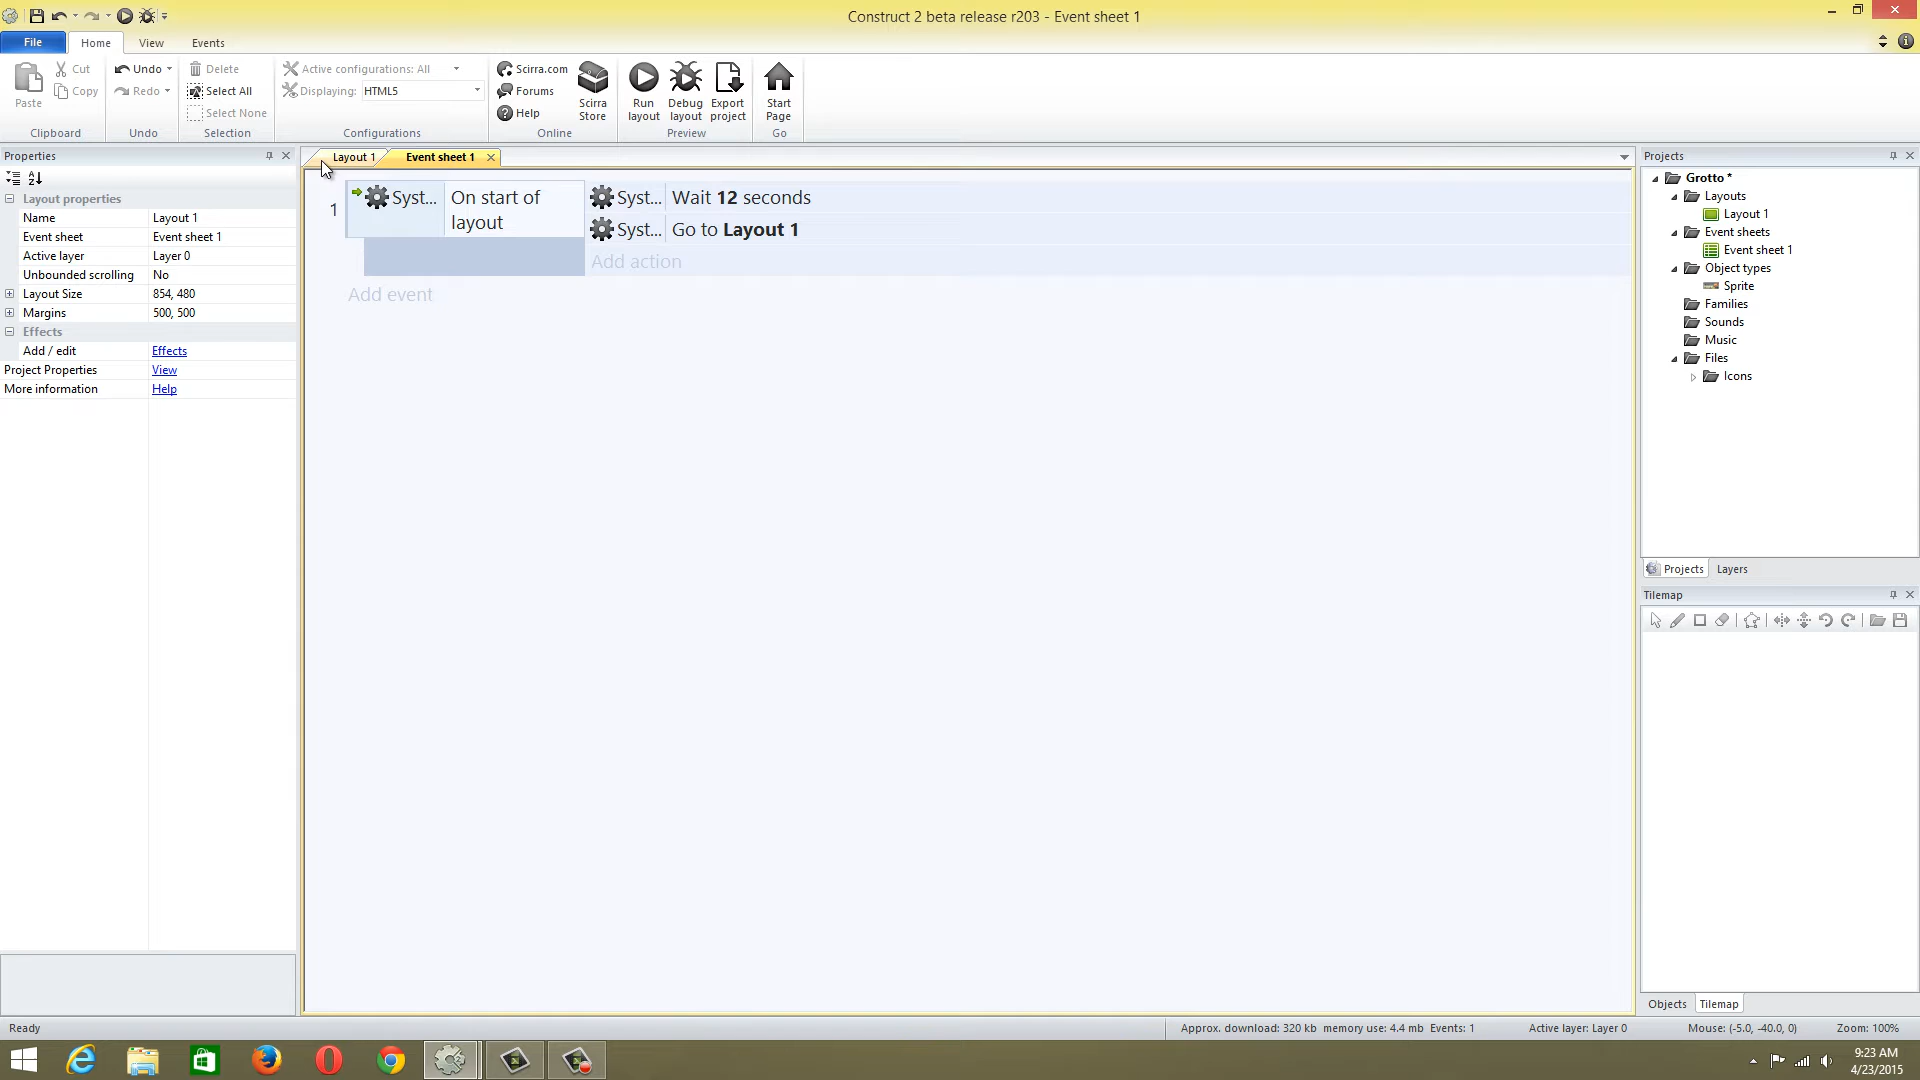 Construct 2 beta release r203 - Event sheet 1
File Home View Events
Paste Cut Copy
Clipboard
Undo Redo
Undo
Delete Select All Select None
Selection
Active configurations: All
Displaying: HTML5
Configurations
Scirra.com Forums Help
Scirra Store
Online
Run layout Debug layout Export project
Preview
Start Page
Go
Properties
Layout properties
Name Layout 1
Event sheet Event sheet 1
Active layer Layer 0
Unbounded scrolling No
Layout Size 854, 480
Margins 500, 500
Effects
Add / edit Effects
Project Properties View
More information Help
Layout 1 Event sheet 1
1 Syst... On start of layout
Syst... Wait 12 seconds
Syst... Go to Layout 1
Add action
Add event
Projects
Grotto *
Layouts
Layout 1
Event sheets
Event sheet 1
Object types
Sprite
Families
Sounds
Music
Files
Icons
Projects Layers
Tilemap
Objects Tilemap
Ready
Approx. download: 320 kb memory use: 4.4 mb Events: 1 Active layer: Layer 0 Mouse: (-5.0, -40.0, 0) Zoom: 100%
9:23 AM
4/23/2015